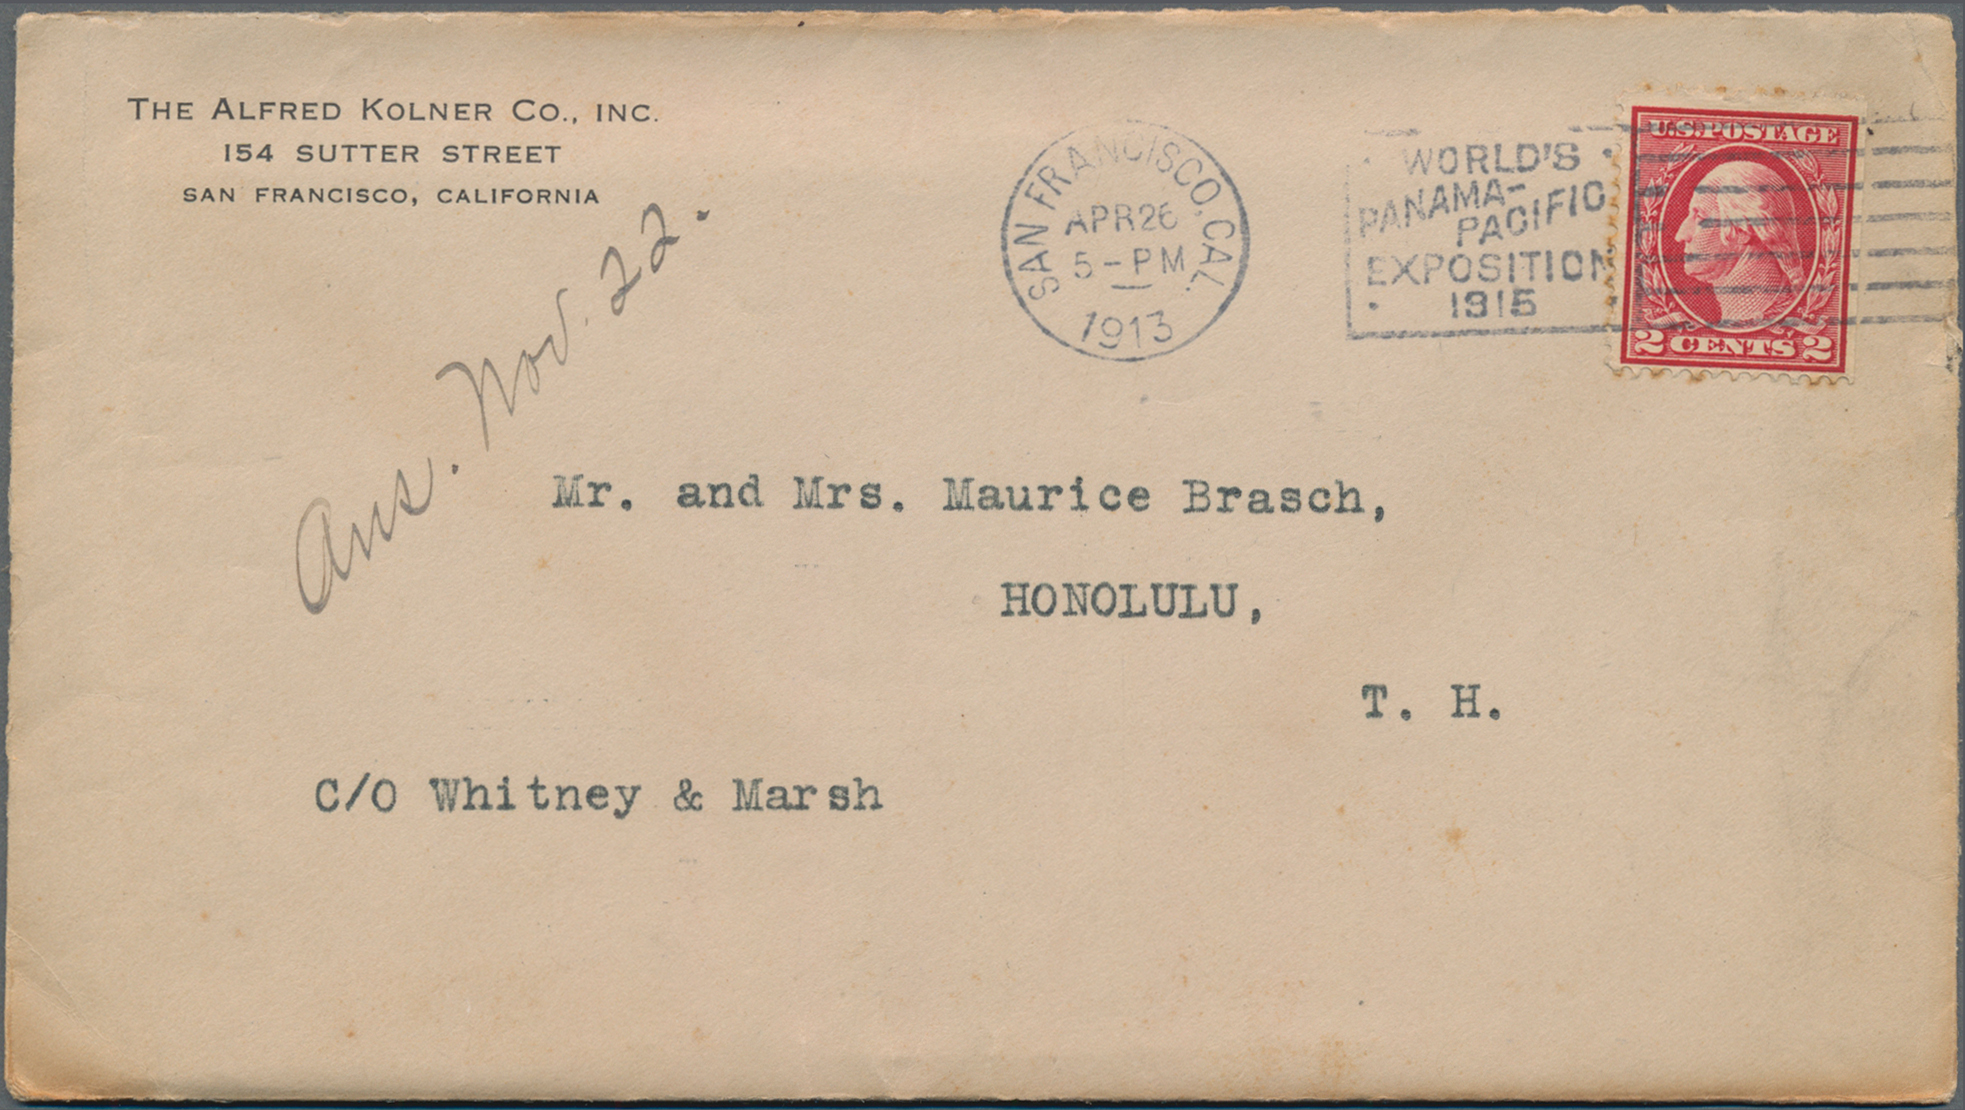 THE ALFRED KOLNER CO., INC.
154 SUTTER STREET
SAN FRANCISCO, CALIFORNIA
SAN FRANCISCO, CAL.
APR 26
5-PM
1913
WORLD'S
PANAMA-
PACIFIC
EXPOSITION
1915
U.S. POSTAGE
2 CENTS 2
Ans. Nov. 22.
Mr. and Mrs. Maurice Brasch,
HONOLULU,
T. H.
C/O Whitney & Marsh